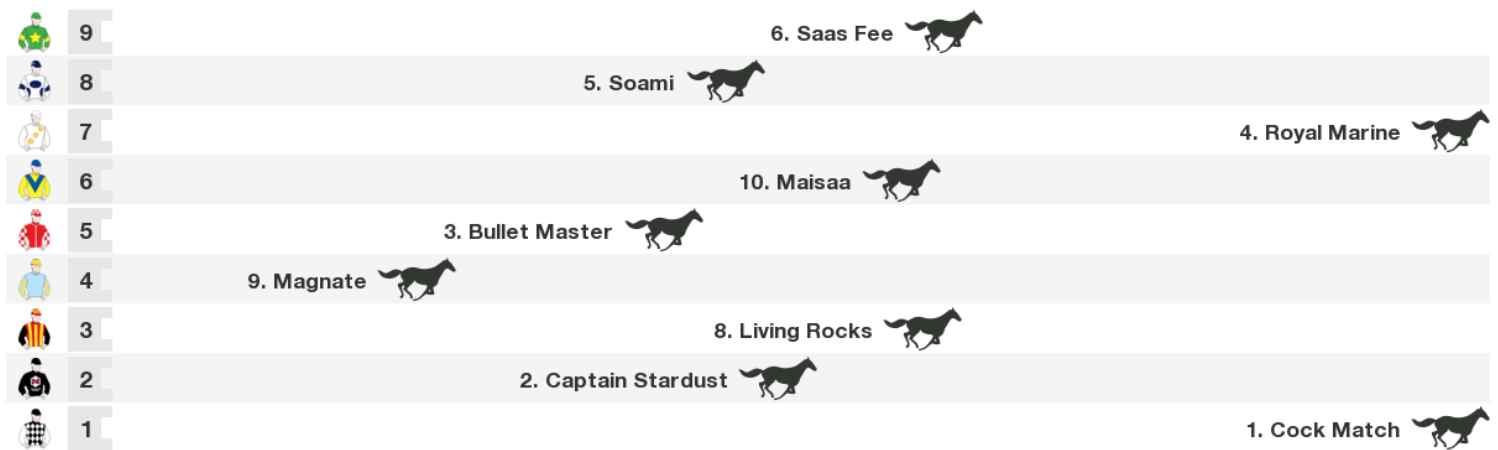 9 6. Saas Fee
8 5. Soami
7 4. Royal Marine
6 10. Maisaa
5 3. Bullet Master
4 9. Magnate
3 8. Living Rocks
2 2. Captain Stardust
1 1. Cock Match